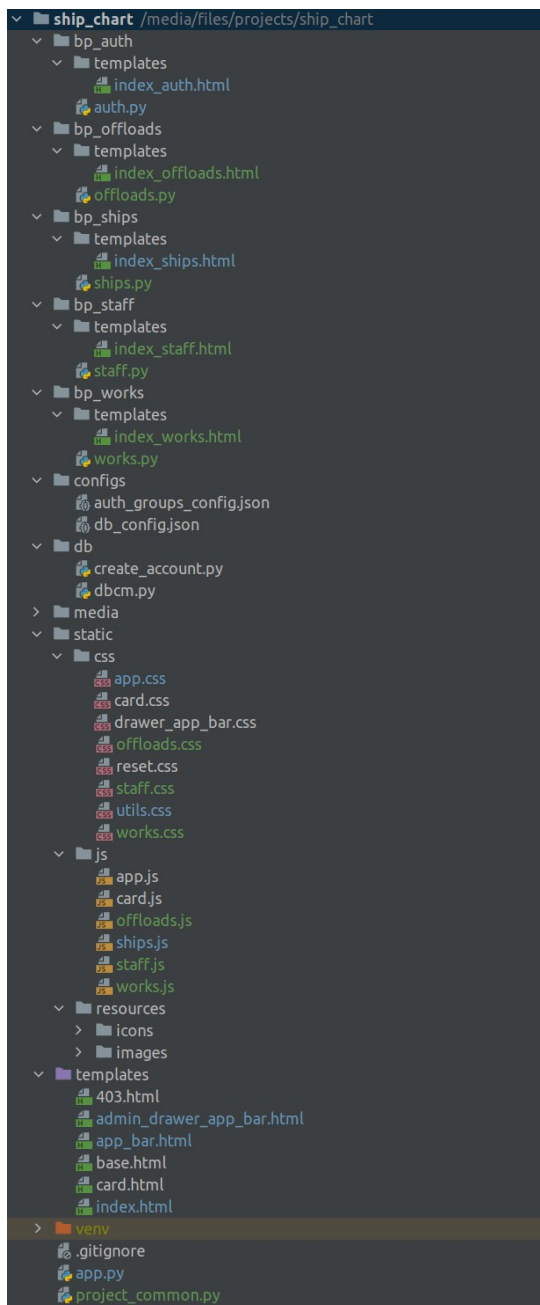 ship_chart /media/files/projects/ship_chart
bp_auth
templates
index_auth.html
auth.py
bp_offloads
templates
index_offloads.html
offloads.py
bp_ships
templates
index_ships.html
ships.py
bp_staff
templates
index_staff.html
staff.py
bp_works
templates
index_works.html
works.py
configs
auth_groups_config.json
db_config.json
db
create_account.py
dbcm.py
media
static
css
app.css
card.css
drawer_app_bar.css
offloads.css
reset.css
staff.css
utils.css
works.css
js
app.js
card.js
offloads.js
ships.js
staff.js
works.js
resources
icons
images
templates
403.html
admin_drawer_app_bar.html
app_bar.html
base.html
card.html
index.html
venv
.gitignore
app.py
project_common.py